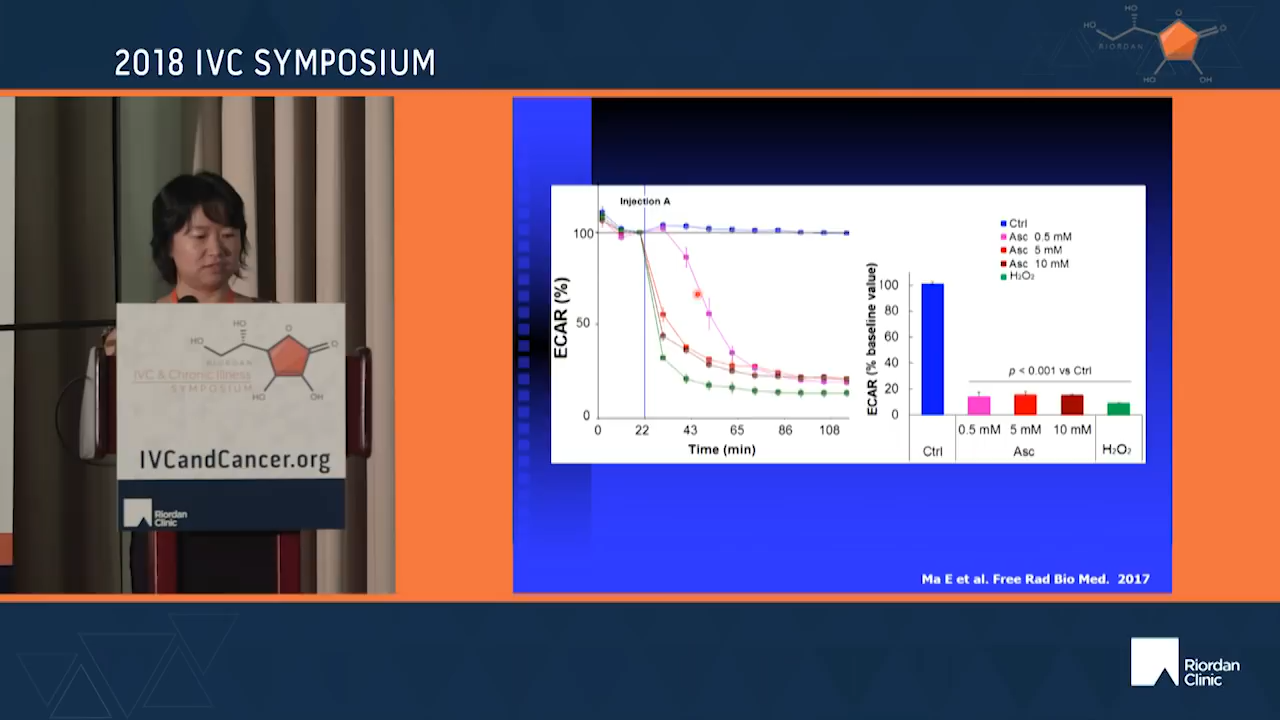 2018 IVC SYMPOSIUM
HO
HO
O
O
RIORDAN
HO
OH
HO
HO
O
O
RIORDAN
IVC & Chronic Illness
SYMPOSIUM
HO
OH
IVCandCancer.org
Riordan
Clinic
Injection A
100
50
0
ECAR (%)
0 22 43 65 86 108
Time (min)
Ctrl
Asc 0.5 mM
Asc 5 mM
Asc 10 mM
H₂O₂
ECAR (% baseline value)
100
80
60
40
20
0
p < 0.001 vs Ctrl
0.5 mM 5 mM 10 mM
Ctrl Asc H₂O₂
Ma E et al. Free Rad Bio Med. 2017
Riordan
Clinic